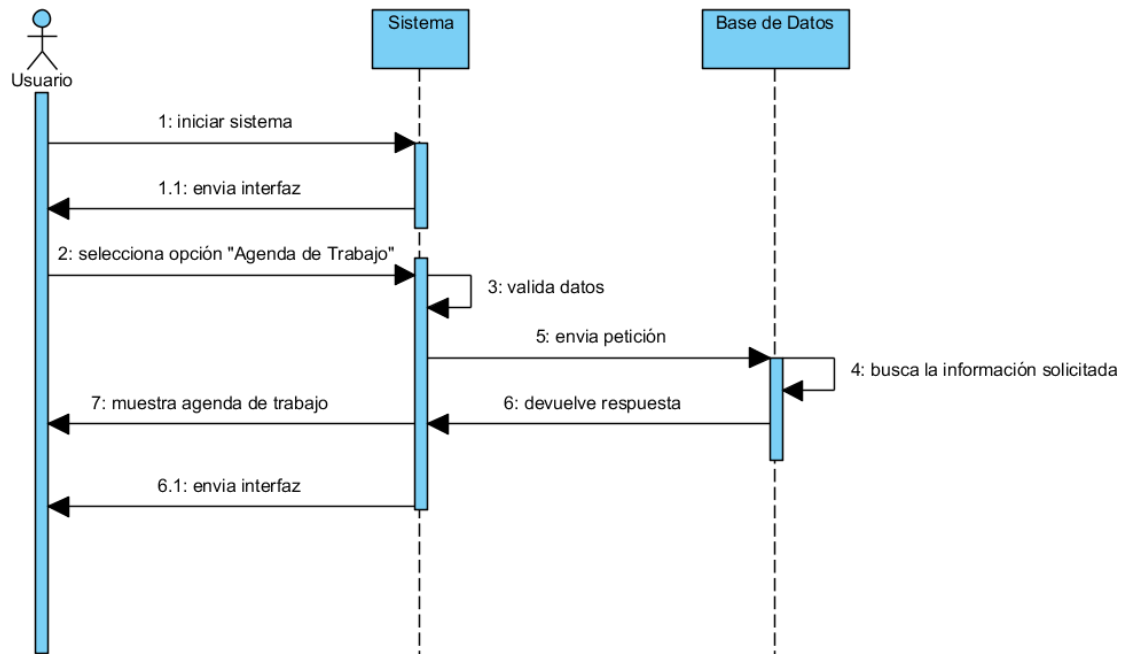 Sistema
Base de Datos
Usuario
1: iniciar sistema
1.1: envia interfaz
2: selecciona opción "Agenda de Trabajo"
3: valida datos
5: envia petición
4: busca la información solicitada
7: muestra agenda de trabajo
6: devuelve respuesta
6.1: envia interfaz